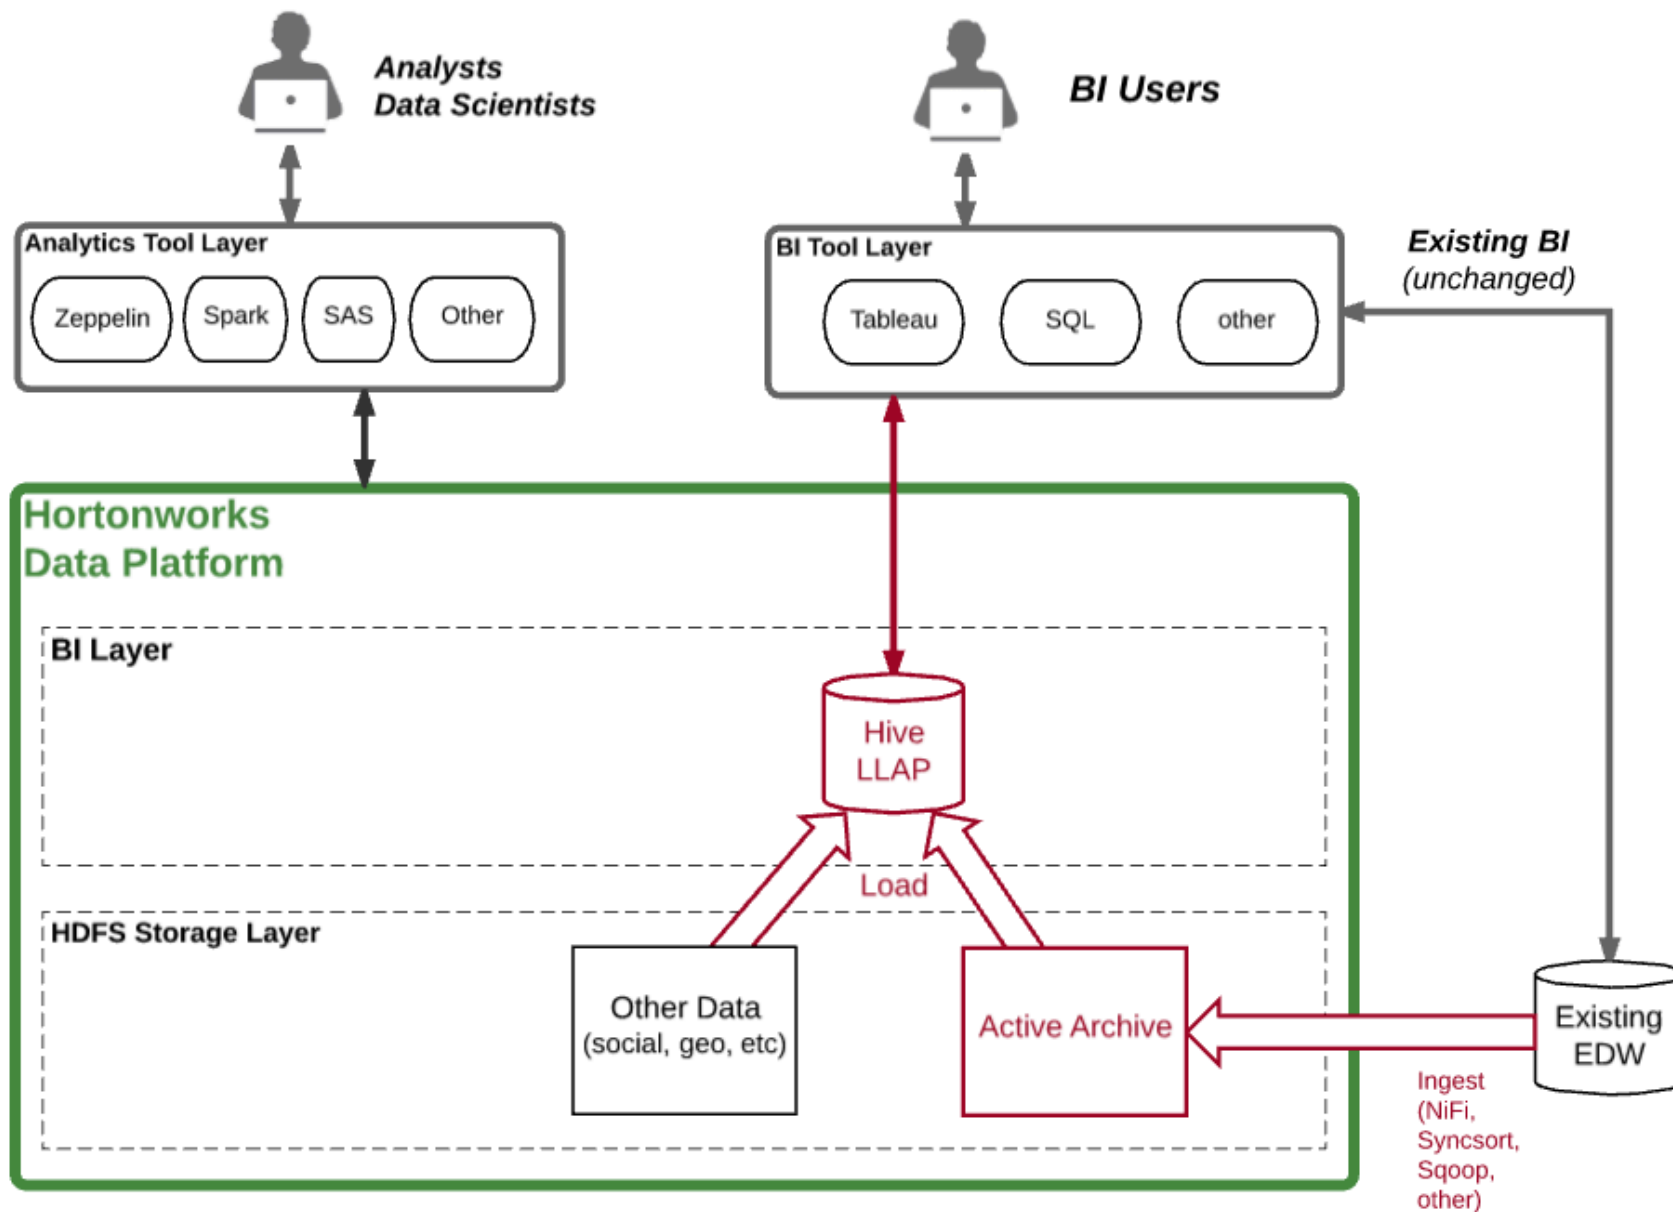 Analysts
Data Scientists
BI Users
Analytics Tool Layer
Zeppelin
Spark
SAS
Other
BI Tool Layer
Tableau
SQL
other
Existing BI
(unchanged)
Hortonworks
Data Platform
BI Layer
Hive
LLAP
Load
HDFS Storage Layer
Other Data
(social, geo, etc)
Active Archive
Existing
EDW
Ingest
(NiFi,
Syncsort,
Sqoop,
other)